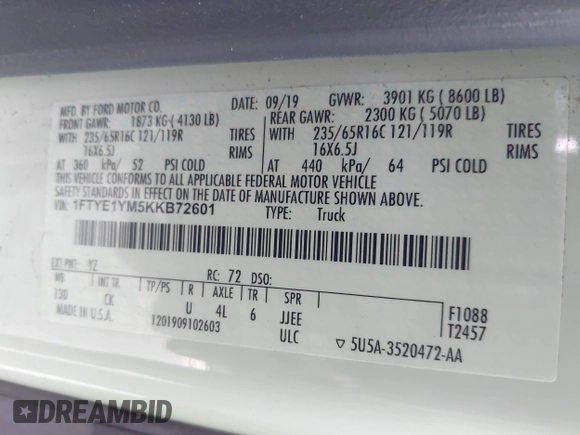 MFD. BY FORD MOTOR CO.
DATE: 09/19 GVWR: 3901 KG ( 8600 LB)
FRONT GAWR: 1873 KG ( 4130 LB) REAR GAWR: 2300 KG ( 5070 LB)
WITH 235/65R16C 121/119R TIRES WITH 235/65R16C 121/119R TIRES
16X6.5J RIMS 16X6.5J RIMS
AT 360 kPa/ 52 PSI COLD AT 440 kPa/ 64 PSI COLD
THIS VEHICLE CONFORMS TO ALL APPLICABLE FEDERAL MOTOR VEHICLE
SAFETY STANDARDS IN EFFECT ON THE DATE OF MANUFACTURE SHOWN ABOVE.
VIN: 1FTYE1YM5KKB72601 TYPE: Truck
EXT PNT: YZ RC: 72 DSO:
WB INT TR TP/PS R AXLE TR SPR
130 CK U 4L 6 JJEE
ULC
F1088
T2457
MADE IN U.S.A. 1201909102603
▽ 5U5A-3520472-AA
DREAMBID